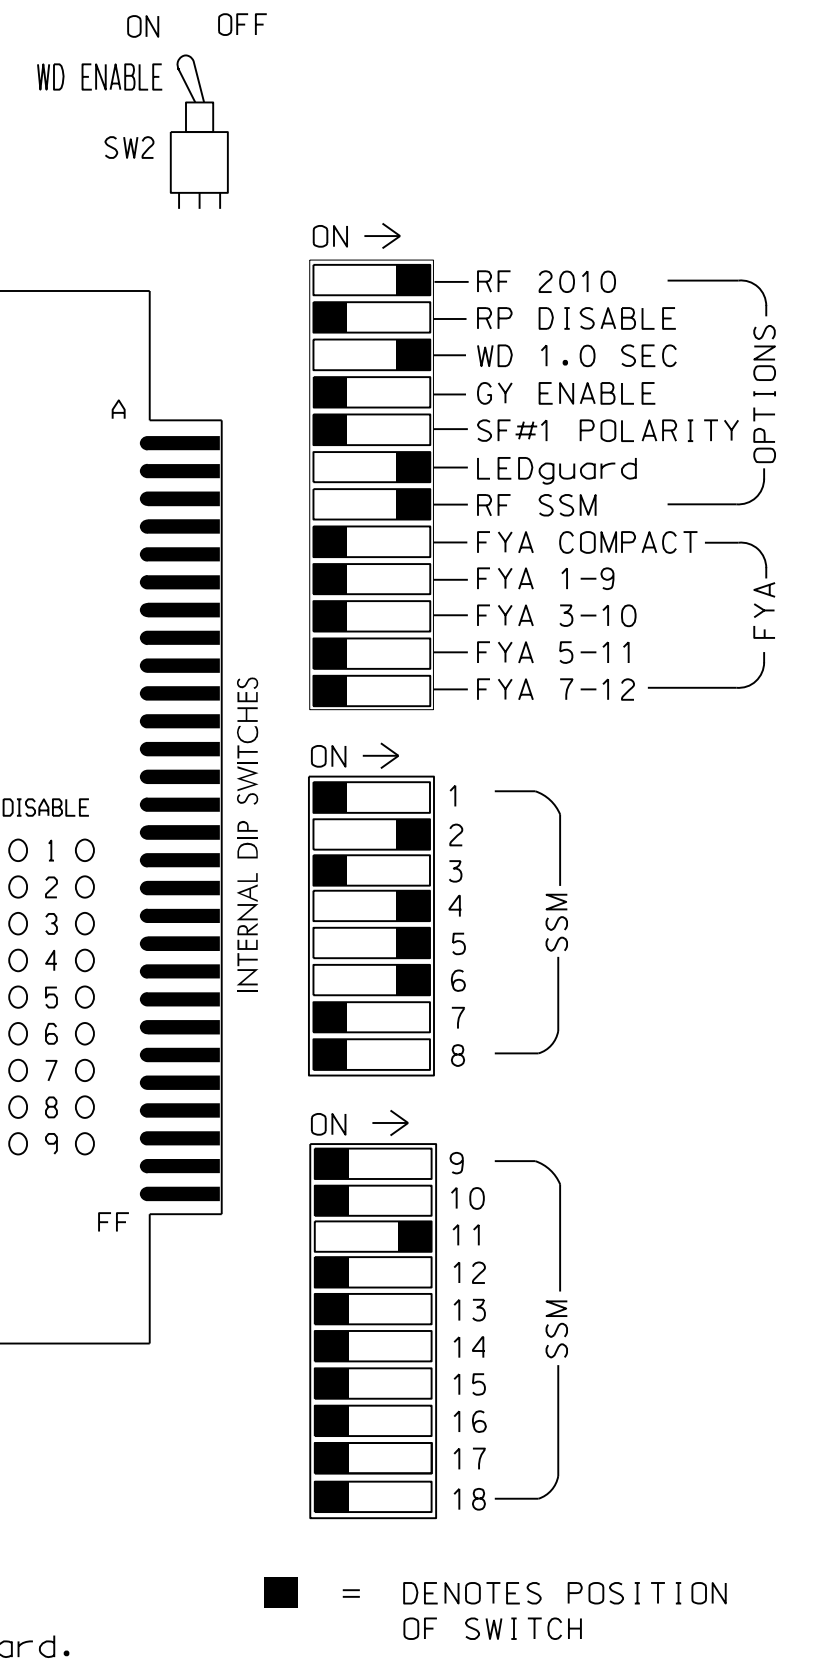 ON OFF
WD ENABLE
SW2
ON
RF 2010
RP DISABLE
WD 1.0 SEC
GY ENABLE
SF#1 POLARITY
LEDguard
RF SSM
OPTIONS
FYA COMPACT
FYA 1-9
FYA 3-10
FYA 5-11
FYA 7-12
FYA
A
FF
INTERNAL DIP SWITCHES
DISABLE
1
2
3
4
5
6
7
8
9
ON
1
2
3
4
5
6
7
8
SSM
ON
9
10
11
12
13
14
15
16
17
18
SSM
= DENOTES POSITION
OF SWITCH
ard.